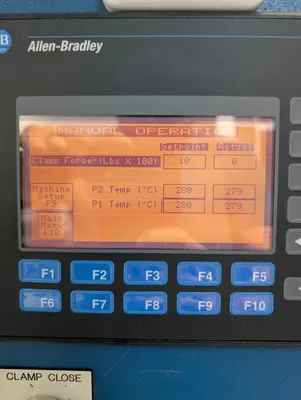 B
Allen-Bradley
MANUAL OPERATION
Setpoint Actual
Clamp Force (Lbs X 100) 10 0
P2 Temp (°C) 280 279
P1 Temp (°C) 280 279
Machine
Setup
F9
Main
Menu
F10
F1 F2 F3 F4 F5
F6 F7 F8 F9 F10
CLAMP CLOSE